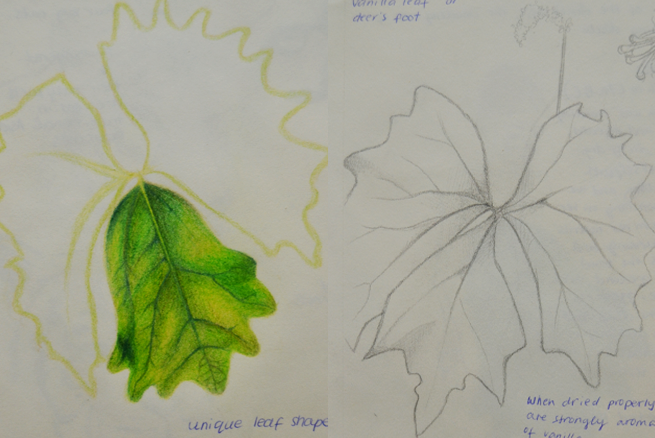 vanilla leaf or
deer's foot
unique leaf shape
When dried properly
are strongly aroma
of vanilla